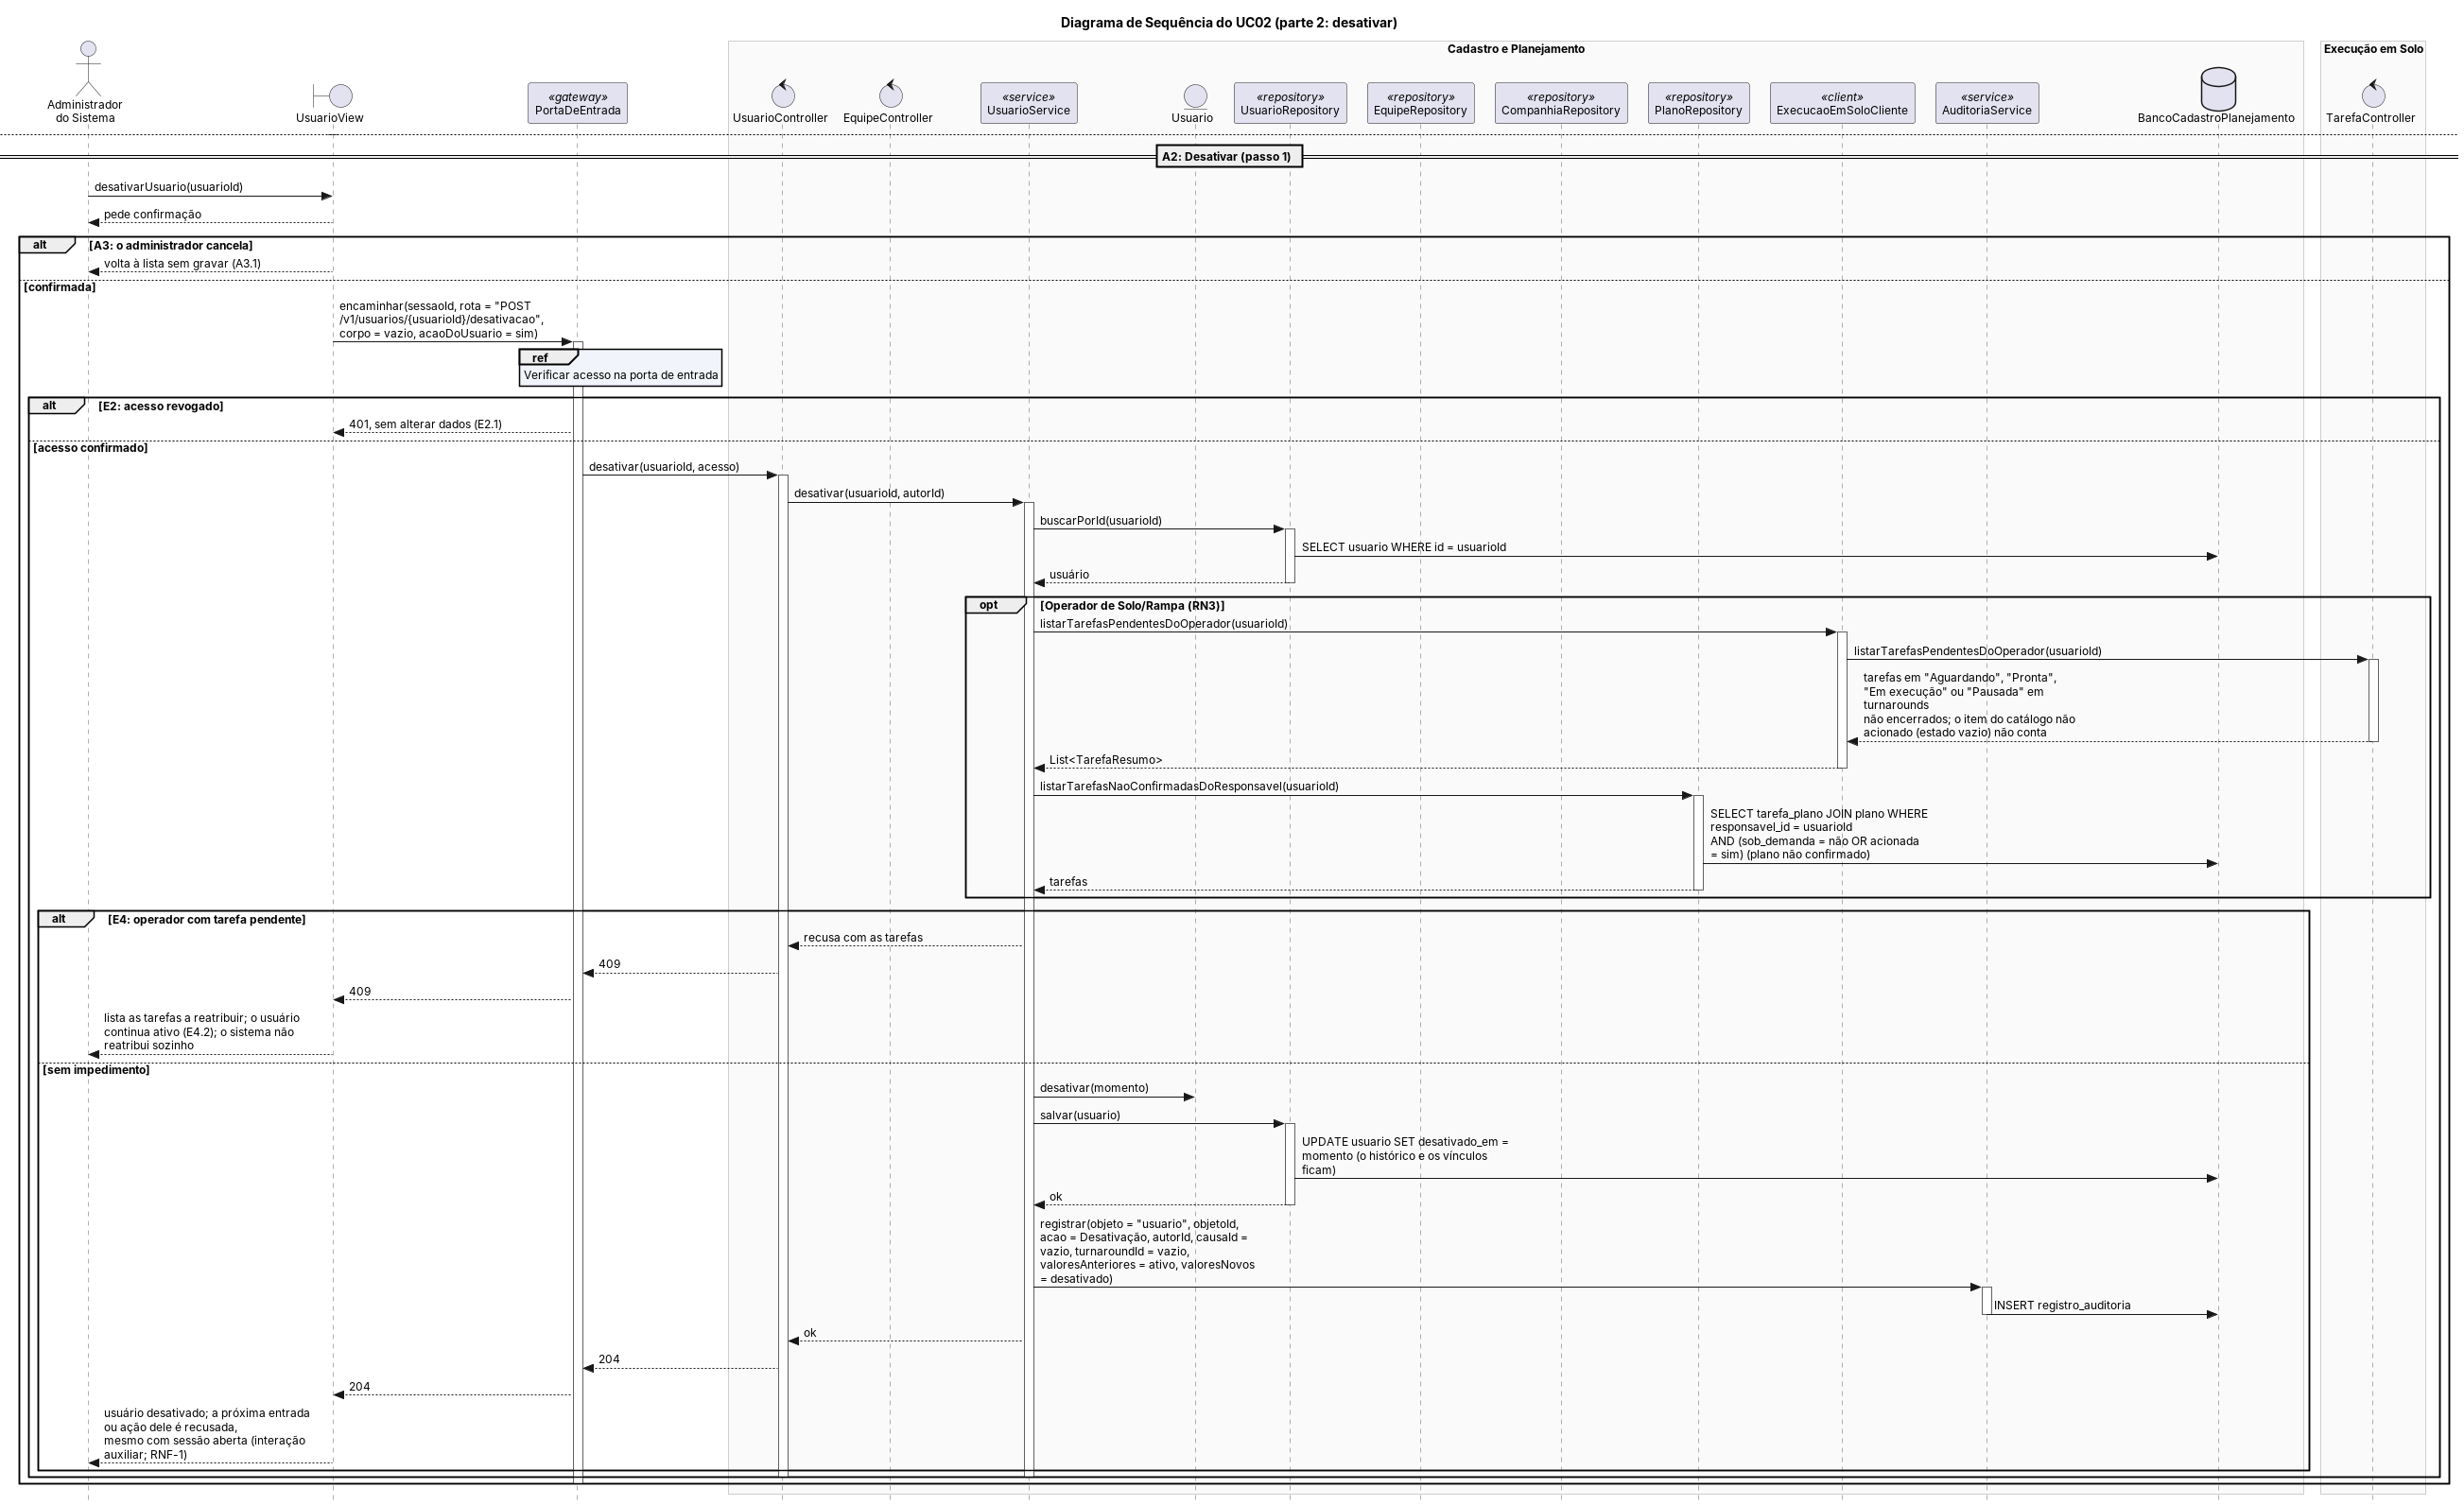 Diagrama de Sequência do UC02 (parte 2: desativar)
Cadastro e Planejamento
Execução em Solo
Administrador
do Sistema
UsuarioView
«gateway»
PortaDeEntrada
UsuarioController
EquipeController
«service»
UsuarioService
Usuario
«repository»
UsuarioRepository
«repository»
EquipeRepository
«repository»
CompanhiaRepository
«repository»
PlanoRepository
«client»
ExecucaoEmSoloCliente
«service»
AuditoriaService
BancoCadastroPlanejamento
TarefaController
A2: Desativar (passo 1)
desativarUsuario(usuarioId)
pede confirmação
alt
[A3: o administrador cancela]
volta à lista sem gravar (A3.1)
[confirmada]
encaminhar(sessaoId, rota = "POST
/v1/usuarios/{usuarioId}/desativacao",
corpo = vazio, acaoDoUsuario = sim)
ref
Verificar acesso na porta de entrada
alt
[E2: acesso revogado]
401, sem alterar dados (E2.1)
[acesso confirmado]
desativar(usuarioId, acesso)
desativar(usuarioId, autorId)
buscarPorId(usuarioId)
SELECT usuario WHERE id = usuarioId
usuário
opt
[Operador de Solo/Rampa (RN3)]
listarTarefasPendentesDoOperador(usuarioId)
listarTarefasPendentesDoOperador(usuarioId)
tarefas em "Aguardando", "Pronta",
"Em execução" ou "Pausada" em
turnarounds
não encerrados; o item do catálogo não
acionado (estado vazio) não conta
List<TarefaResumo>
listarTarefasNaoConfirmadasDoResponsavel(usuarioId)
SELECT tarefa_plano JOIN plano WHERE
responsavel_id = usuarioId
AND (sob_demanda = não OR acionada
= sim) (plano não confirmado)
tarefas
alt
[E4: operador com tarefa pendente]
recusa com as tarefas
409
409
lista as tarefas a reatribuir; o usuário
continua ativo (E4.2); o sistema não
reatribui sozinho
[sem impedimento]
desativar(momento)
salvar(usuario)
UPDATE usuario SET desativado_em =
momento (o histórico e os vínculos
ficam)
ok
registrar(objeto = "usuario", objetoId,
acao = Desativação, autorId, causaId =
vazio, turnaroundId = vazio,
valoresAnteriores = ativo, valoresNovos
= desativado)
INSERT registro_auditoria
ok
204
204
usuário desativado; a próxima entrada
ou ação dele é recusada,
mesmo com sessão aberta (interação
auxiliar; RNF-1)